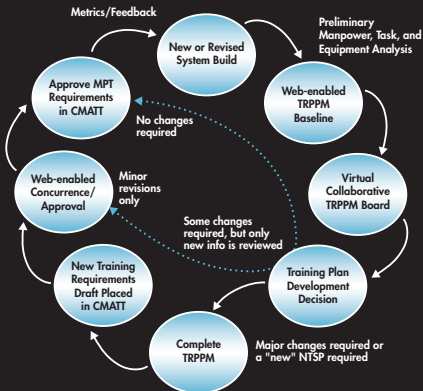 Metrics/Feedback
New or Revised
System Build
Preliminary
Manpower, Task, and
Equipment Analysis
Web-enabled
TRPPM
Baseline
Virtual
Collaborative
TRPPM Board
Training Plan
Development
Decision
Major changes required or
a "new" NTSP required
Complete
TRPPM
New Training
Requirements
Draft Placed
in CMATT
Web-enabled
Concurrence/
Approval
Approve MPT
Requirements
in CMATT
No changes
required
Minor
revisions
only
Some changes
required, but only
new info is reviewed